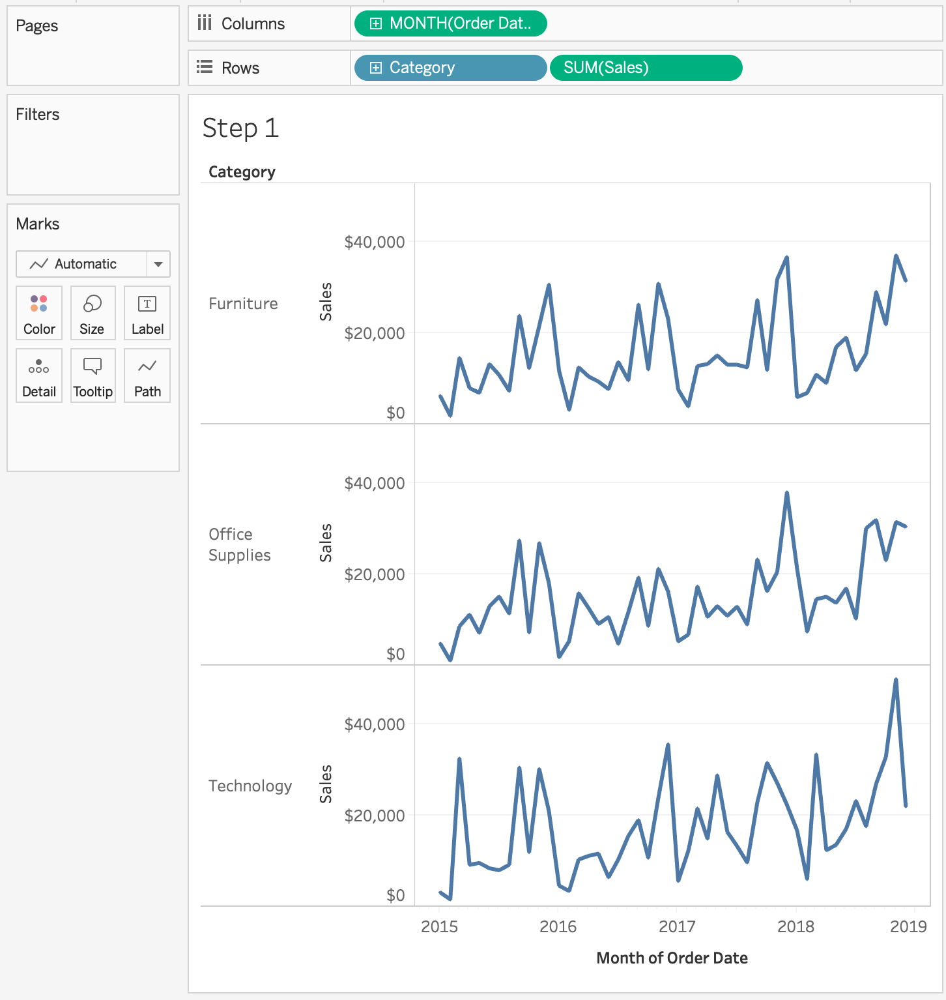 Pages
Columns
MONTH(Order Dat..
Rows
Category
SUM(Sales)
Filters
Marks
Automatic
Color
Size
T
Label
Detail
Tooltip
Path
Step 1
Category
Furniture
Sales
$40,000
$20,000
$0
Office
Supplies
Sales
$40,000
$20,000
$0
Technology
Sales
$40,000
$20,000
$0
2015
2016
2017
2018
2019
Month of Order Date